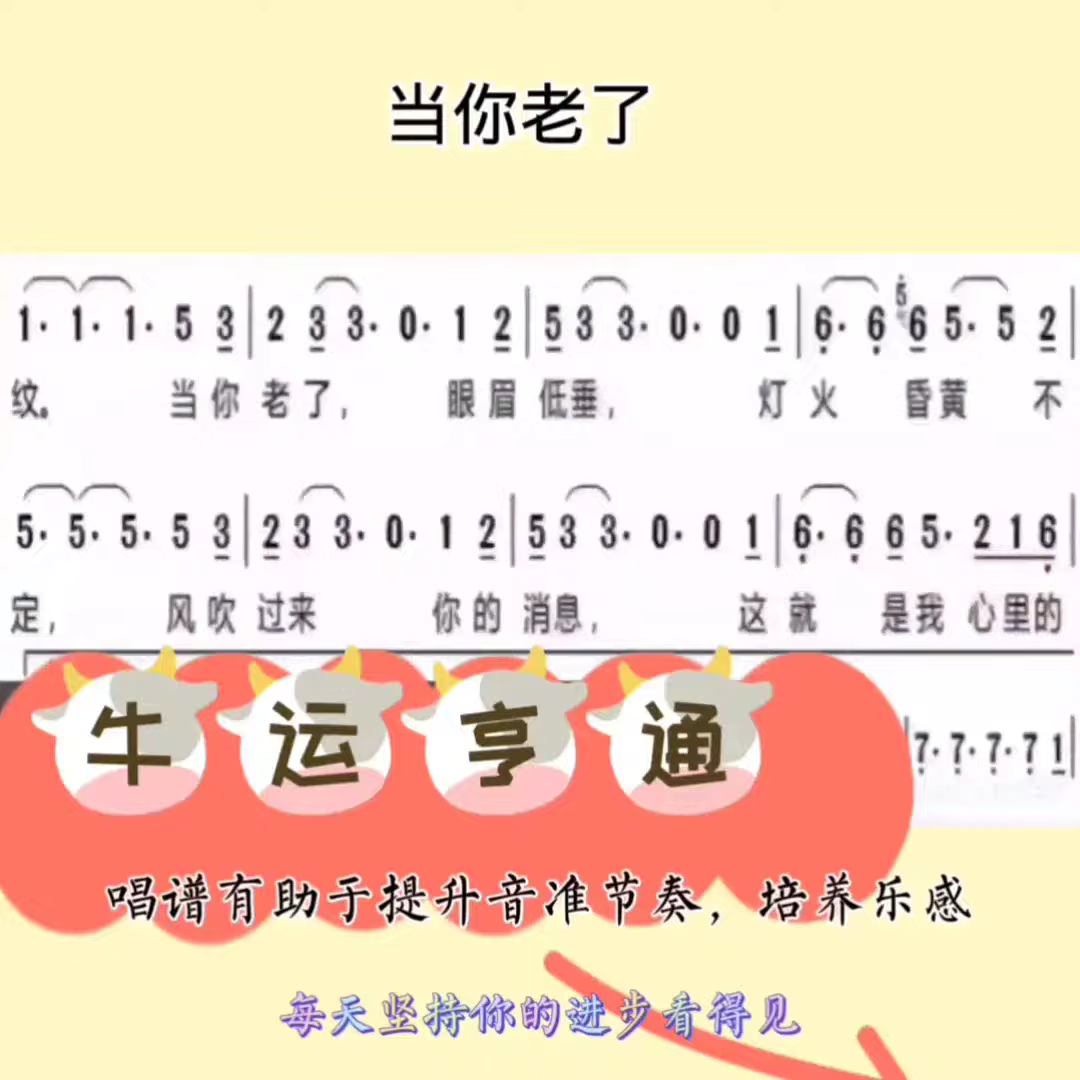 当你老了
1· 1· 1· 5 3 | 2 3 3· 0· 1 2 | 5 3 3· 0· 0 1 | 6· 6 5 6 5· 5 2 |
纹。 当你 老了, 眼眉 低垂, 灯火 昏黄 不
5· 5· 5· 5 3 | 2 3 3· 0· 1 2 | 5 3 3· 0· 0 1 | 6· 6 6 5· 2 1 6 |
定, 风吹 过来 你的 消息, 这就 是我 心里的
牛运亨通
7· 7· 7· 7 1 |
唱谱有助于提升音准节奏，培养乐感
每天坚持你的进步看得见